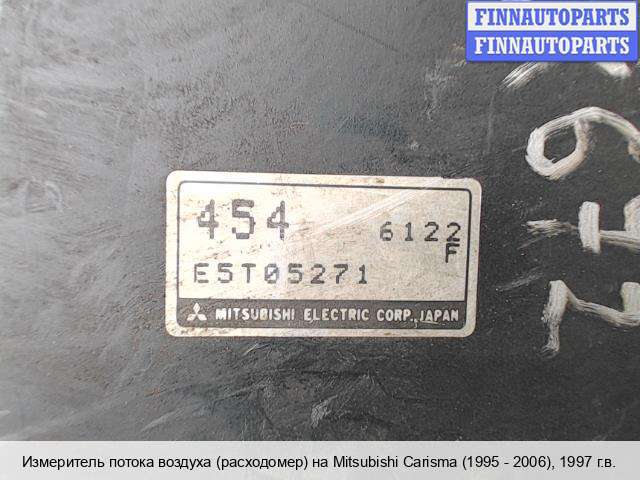 FINNAUTOPARTS
FINNAUTOPARTS
454 6122
F
E5T05271
MITSUBISHI ELECTRIC CORP., JAPAN
Измеритель потока воздуха (расходомер) на Mitsubishi Carisma (1995 - 2006), 1997 г.в.